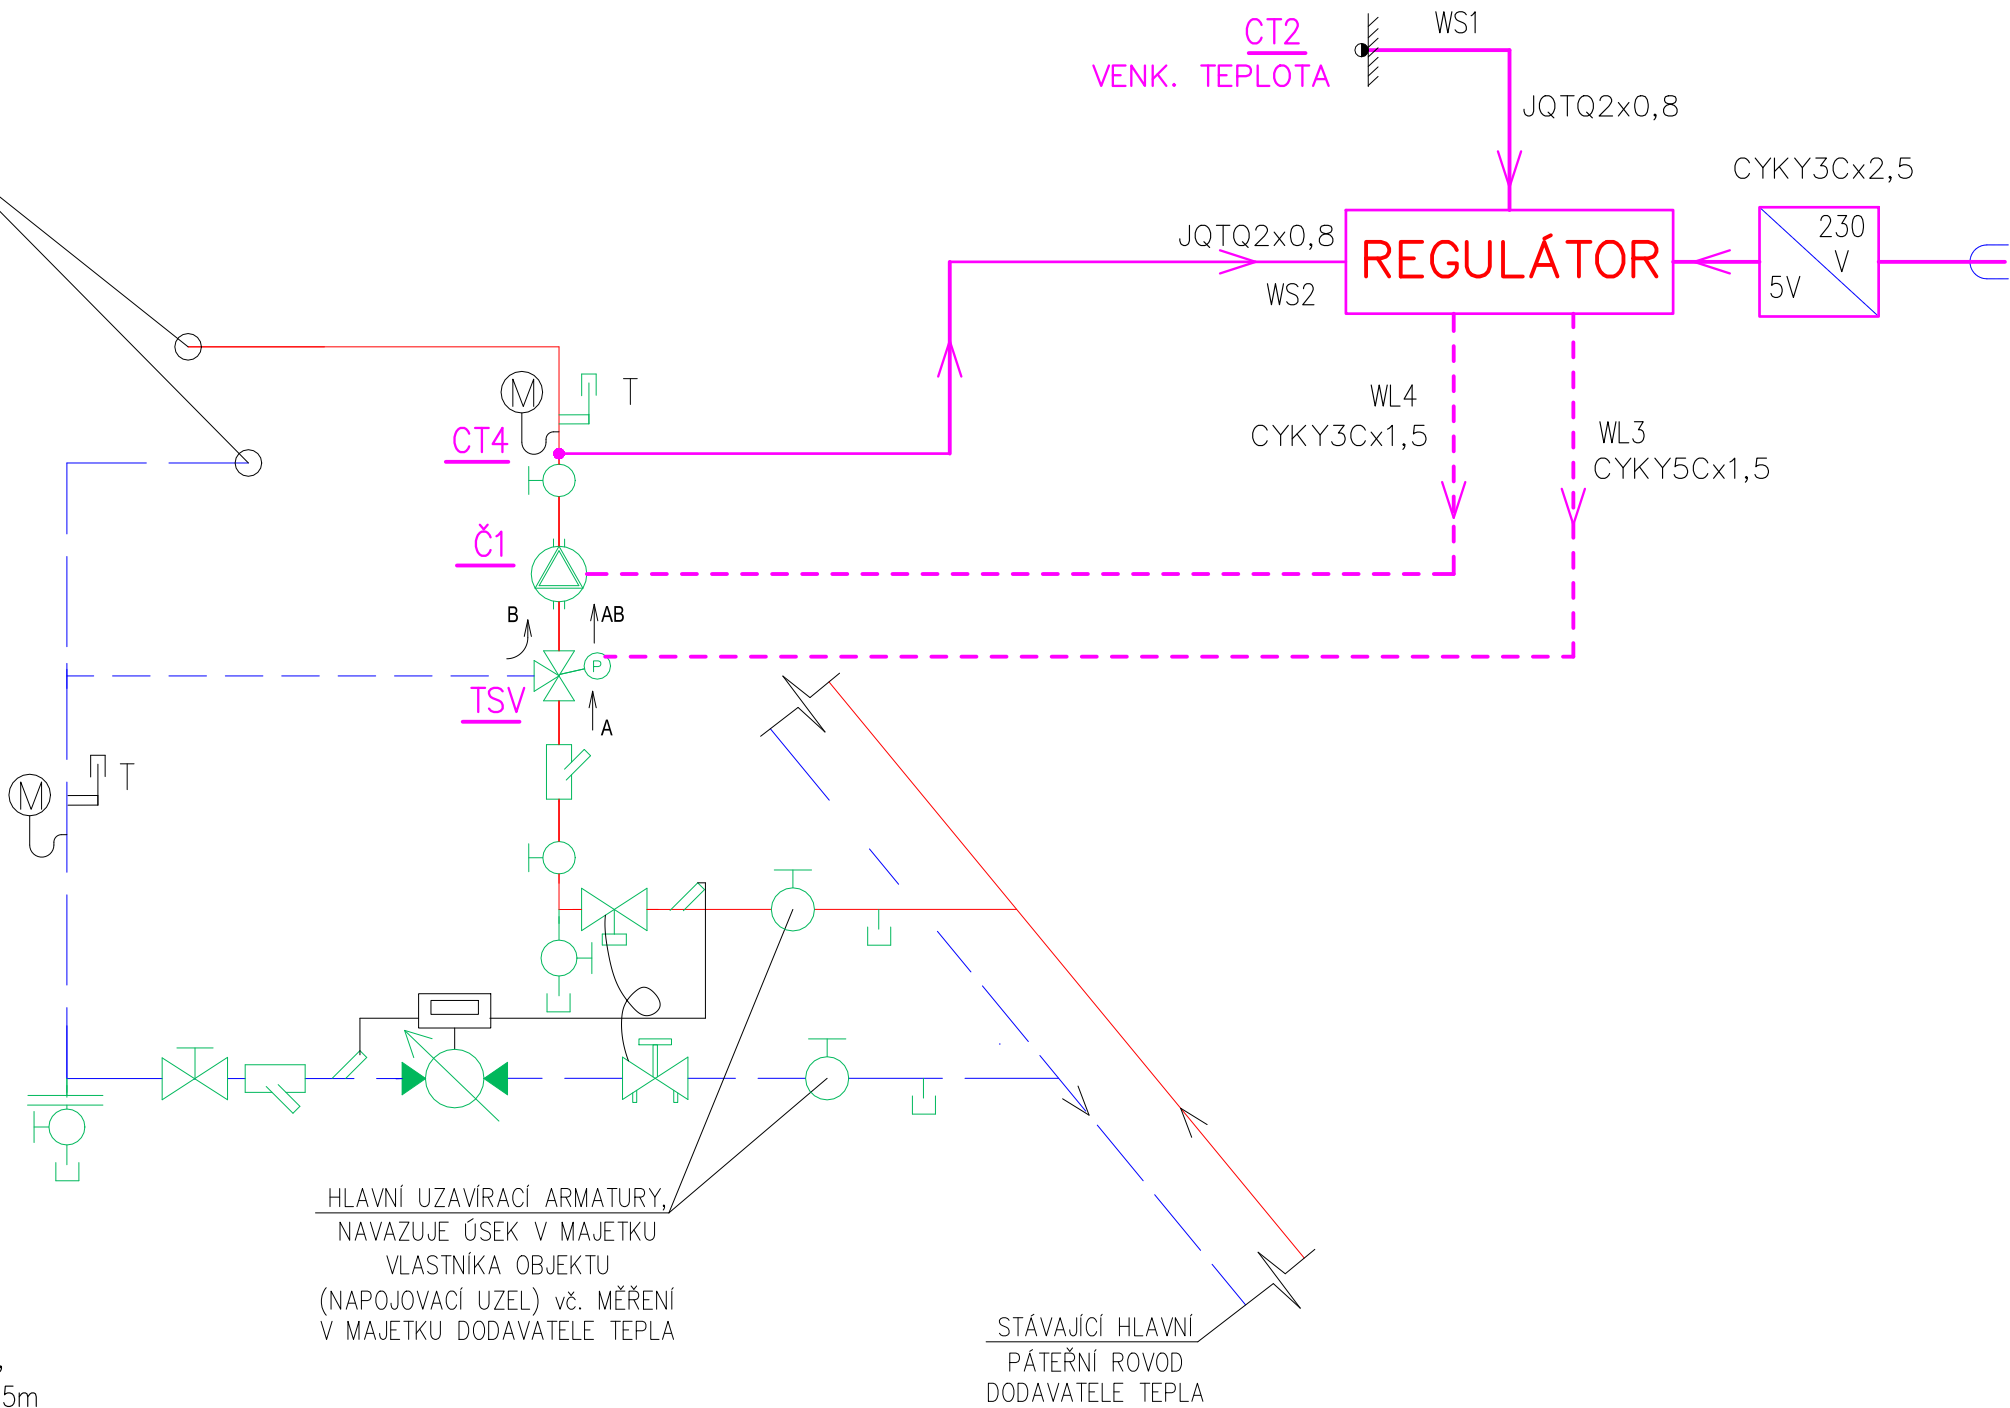 CT2
VENK. TEPLOTA
WS1
JQTQ2x0,8
CYKY3Cx2,5
230
V
5V
REGULÁTOR
JQTQ2x0,8
WS2
WL4
CYKY3Cx1,5
WL3
CYKY5Cx1,5
M
T
CT4
Č1
B
AB
P
TSV
A
M
T
HLAVNÍ UZAVÍRACÍ ARMATURY,
NAVAZUJE ÚSEK V MAJETKU
VLASTNÍKA OBJEKTU
(NAPOJOVACÍ UZEL) vč. MĚŘENÍ
V MAJETKU DODAVATELE TEPLA
STÁVAJÍCÍ HLAVNÍ
PÁTEŘNÍ ROVOD
DODAVATELE TEPLA
,
5m